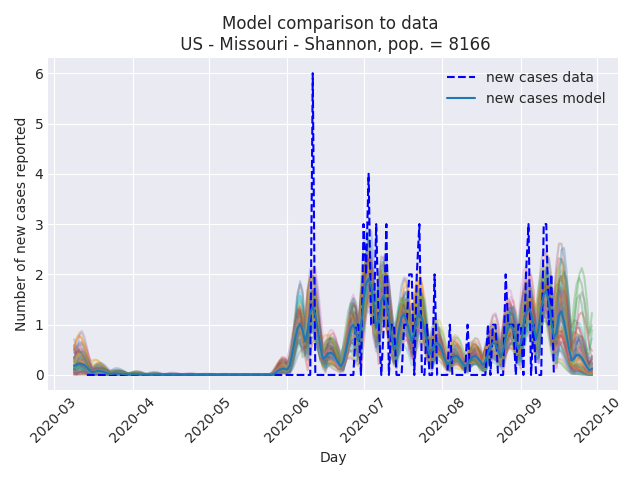 Model comparison to data
US - Missouri - Shannon, pop. = 8166
new cases data
new cases model
Number of new cases reported
6
5
4
3
2
1
0
2020-03
2020-04
2020-05
2020-06
2020-07
2020-08
2020-09
2020-10
Day